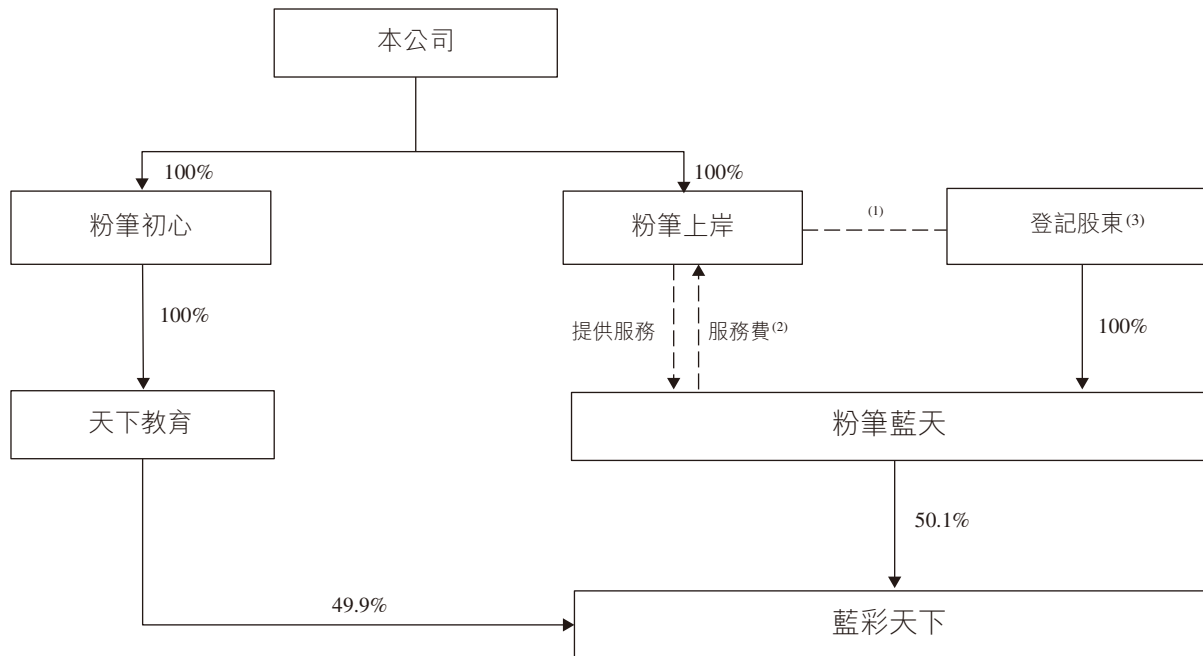 本公司
100%
100%
粉筆初心
粉筆上岸
(1)
登記股東(3)
100%
提供服務
服務費(2)
100%
天下教育
粉筆藍天
50.1%
49.9%
藍彩天下